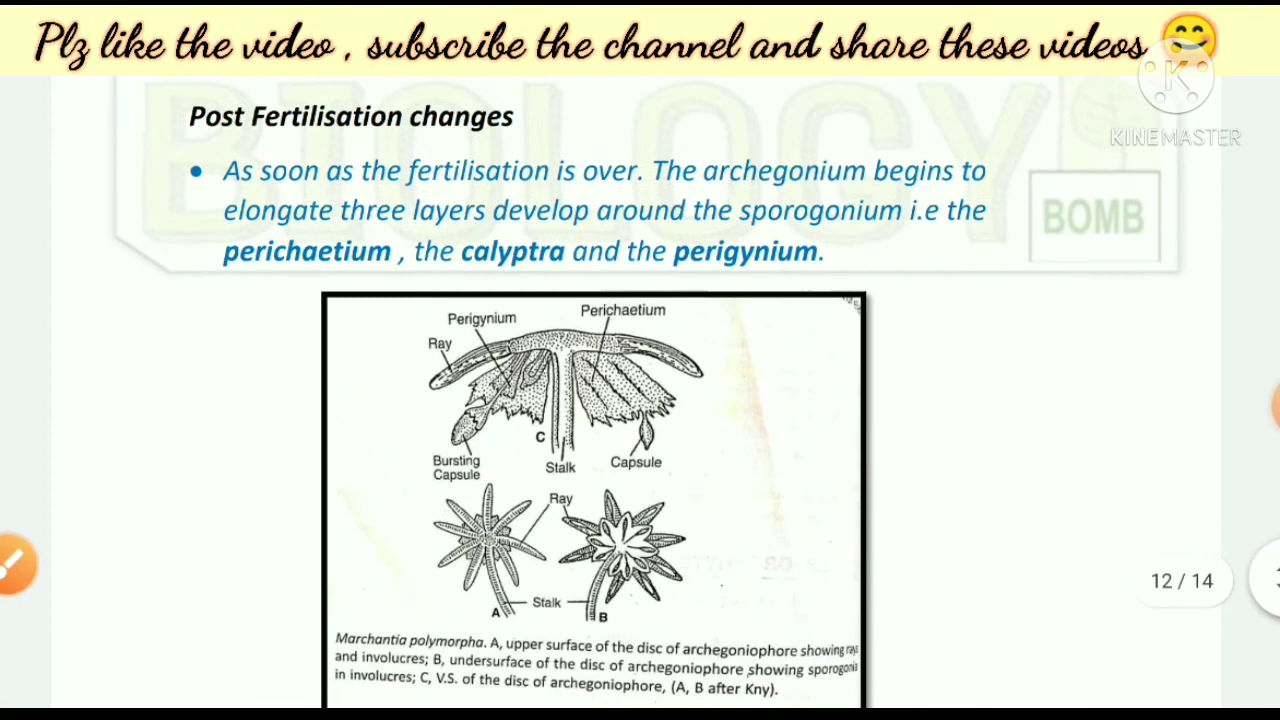 Plz like the video , subscribe the channel and share these videos
KINEMASTER
BIOLOGY
BOMB
Post Fertilisation changes
• As soon as the fertilisation is over. The archegonium begins to
elongate three layers develop around the sporogonium i.e the
perichaetium , the calyptra and the perigynium.
Perigynium
Perichaetium
Ray
C
Bursting
Capsule
Stalk
Capsule
Ray
Stalk
A
B
Marchantia polymorpha. A, upper surface of the disc of archegoniophore showing rays
and involucres; B, undersurface of the disc of archegoniophore showing sporogonia
in involucres; C, V.S. of the disc of archegoniophore, (A, B after Kny).
12 / 14